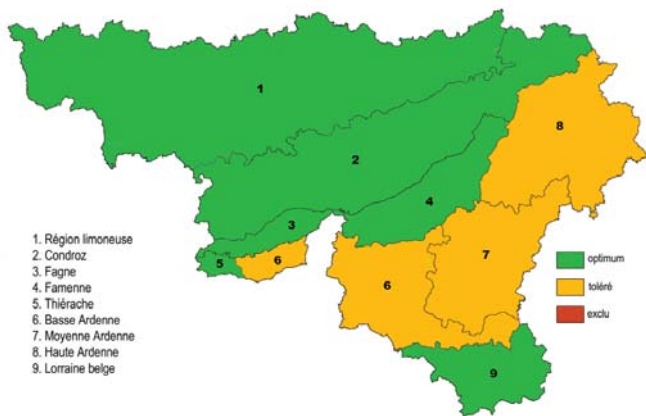 1
8
2
4
3
7
5
6
6
9
1. Région limoneuse
2. Condroz
3. Fagne
4. Famenne
5. Thiérache
6. Basse Ardenne
7. Moyenne Ardenne
8. Haute Ardenne
9. Lorraine belge
optimum
toléré
exclu